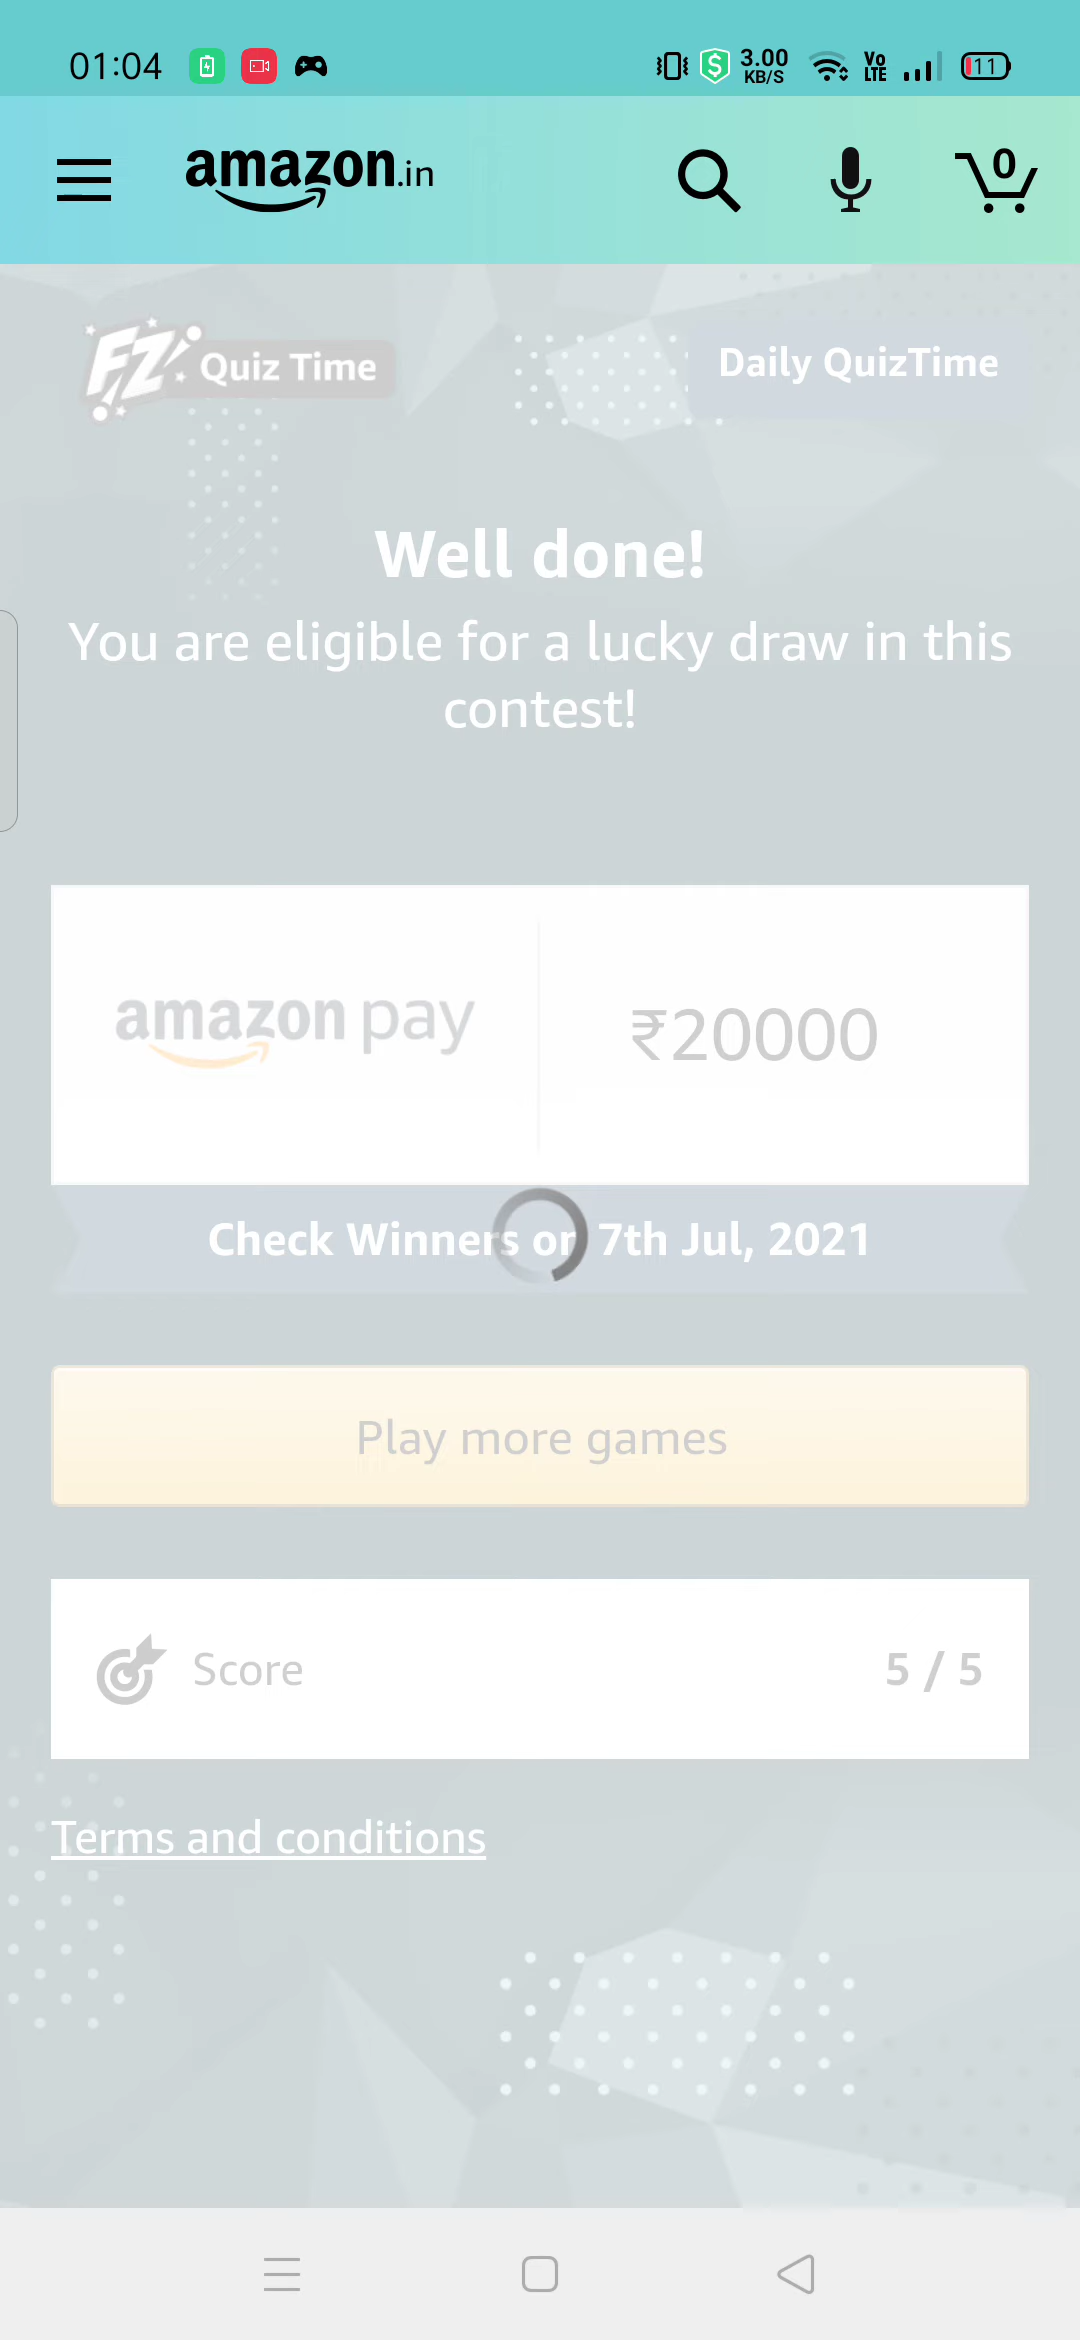 01:04
3.00
KB/S
Vo
LTE
11
amazon.in
0
FZ Quiz Time
Daily QuizTime
Well done!
You are eligible for a lucky draw in this
contest!
amazon pay
₹20000
Check Winners on 7th Jul, 2021
Play more games
Score
5 / 5
Terms and conditions